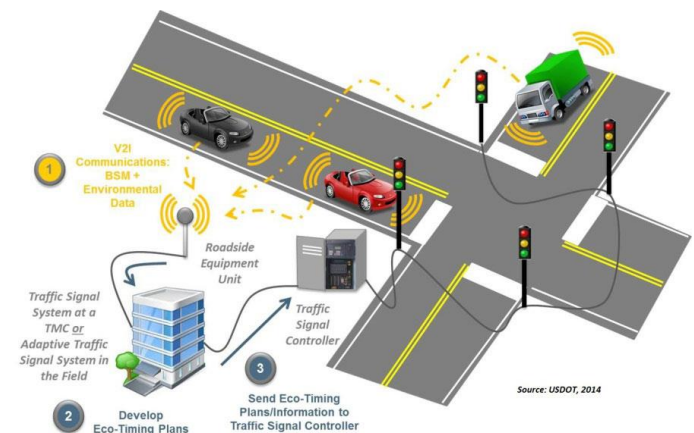 1
V2I
Communications:
BSM +
Environmental
Data
Roadside
Equipment
Unit
Traffic Signal
System at a
TMC or
Adaptive Traffic
Signal System in
the Field
Traffic
Signal
Controller
2
Develop
Eco-Timing Plans
3
Send Eco-Timing
Plans/Information to
Traffic Signal Controller
Source: USDOT, 2014